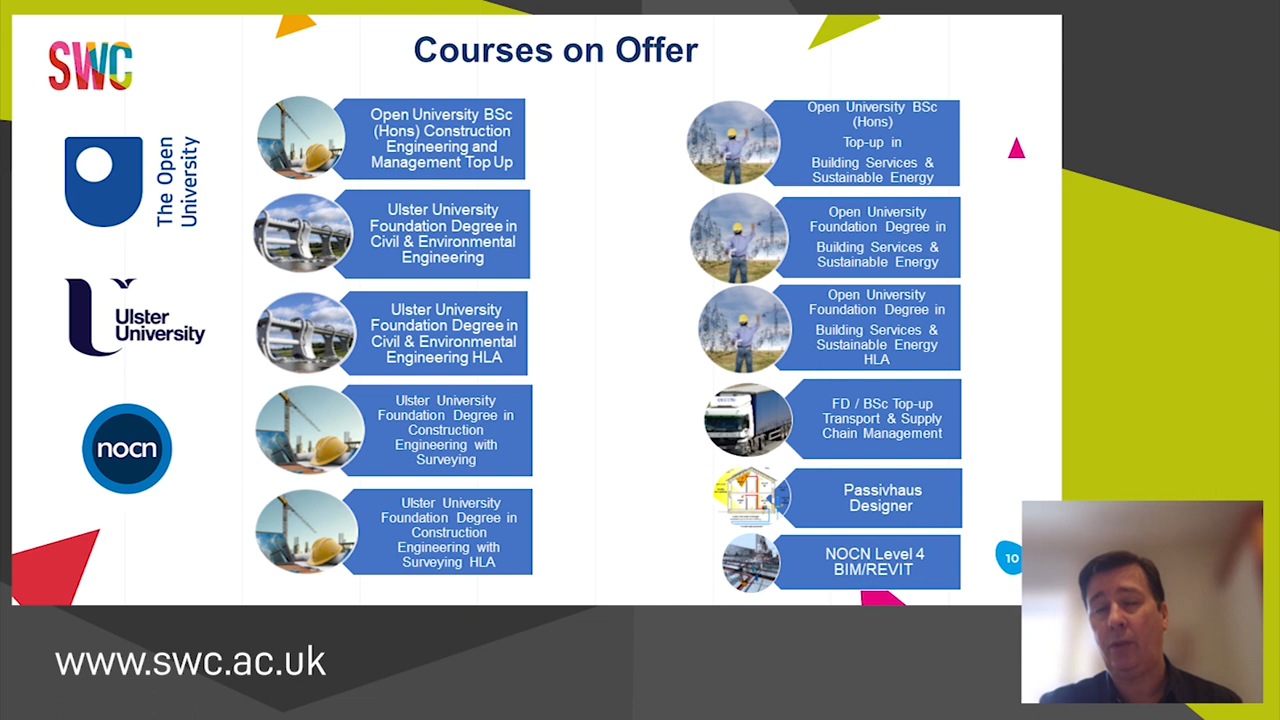 Courses on Offer
SWC
The Open
University
Ulster
University
nocn
Open University BSc
(Hons) Construction
Engineering and
Management Top Up
Ulster University
Foundation Degree in
Civil & Environmental
Engineering
Ulster University
Foundation Degree in
Civil & Environmental
Engineering HLA
Ulster University
Foundation Degree in
Construction
Engineering with
Surveying
Ulster University
Foundation Degree in
Construction
Engineering with
Surveying HLA
Open University BSc
(Hons)
Top-up in
Building Services &
Sustainable Energy
Open University
Foundation Degree in
Building Services &
Sustainable Energy
Open University
Foundation Degree in
Building Services &
Sustainable Energy
HLA
FD / BSc Top-up
Transport & Supply
Chain Management
Passivhaus
Designer
NOCN Level 4
BIM/REVIT
10
www.swc.ac.uk